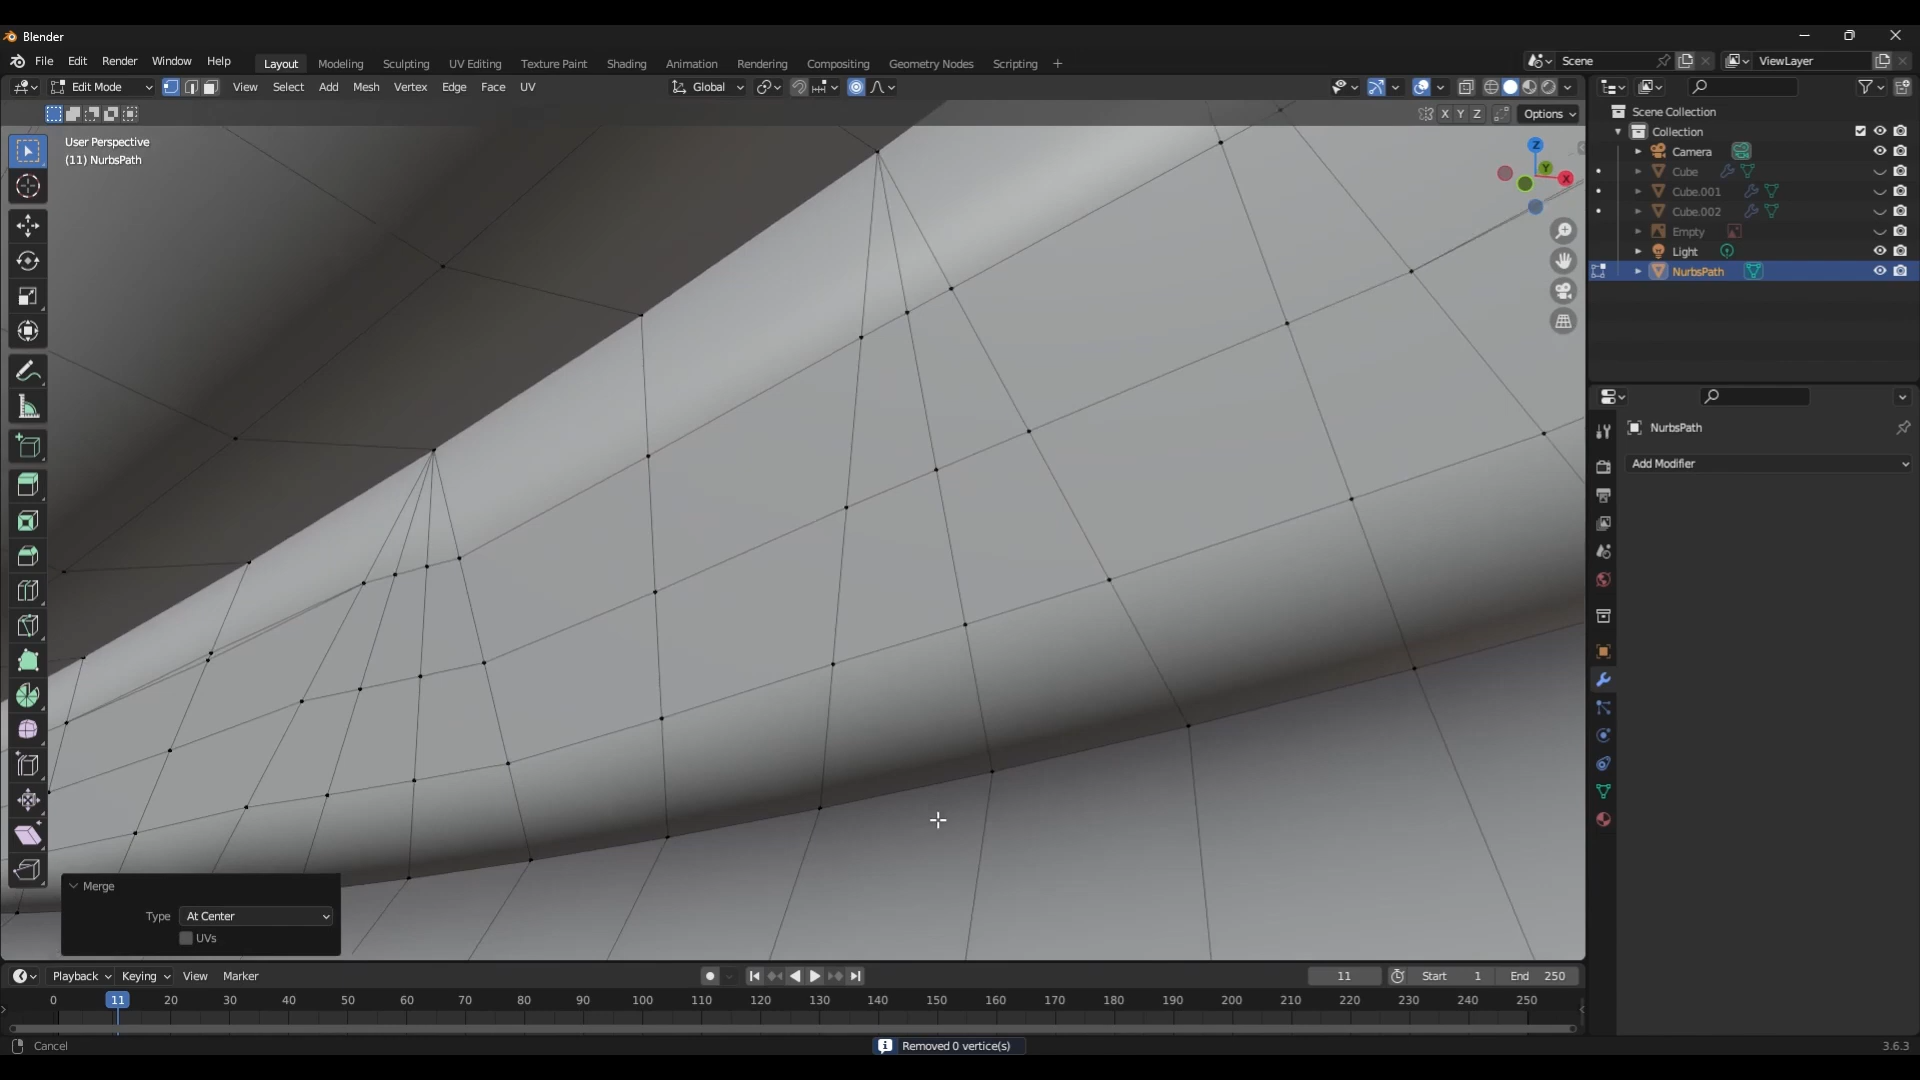 Blender
File Edit Render Window Help Layout Modeling Sculpting UV Editing Texture Paint Shading Animation Rendering Compositing Geometry Nodes Scripting + Scene ViewLayer
Edit Mode View Select Add Mesh Vertex Edge Face UV Global
X Y Z Options
User Perspective
(11) NurbsPath
Z
Y
X
Scene Collection
Collection
Camera
Cube
Cube.001
Cube.002
Empty
Light
NurbsPath
NurbsPath
Add Modifier
Merge
Type At Center
UVs
Playback Keying View Marker 11 Start 1 End 250
0 11 20 30 40 50 60 70 80 90 100 110 120 130 140 150 160 170 180 190 200 210 220 230 240 250
Cancel Removed 0 vertice(s) 3.6.3